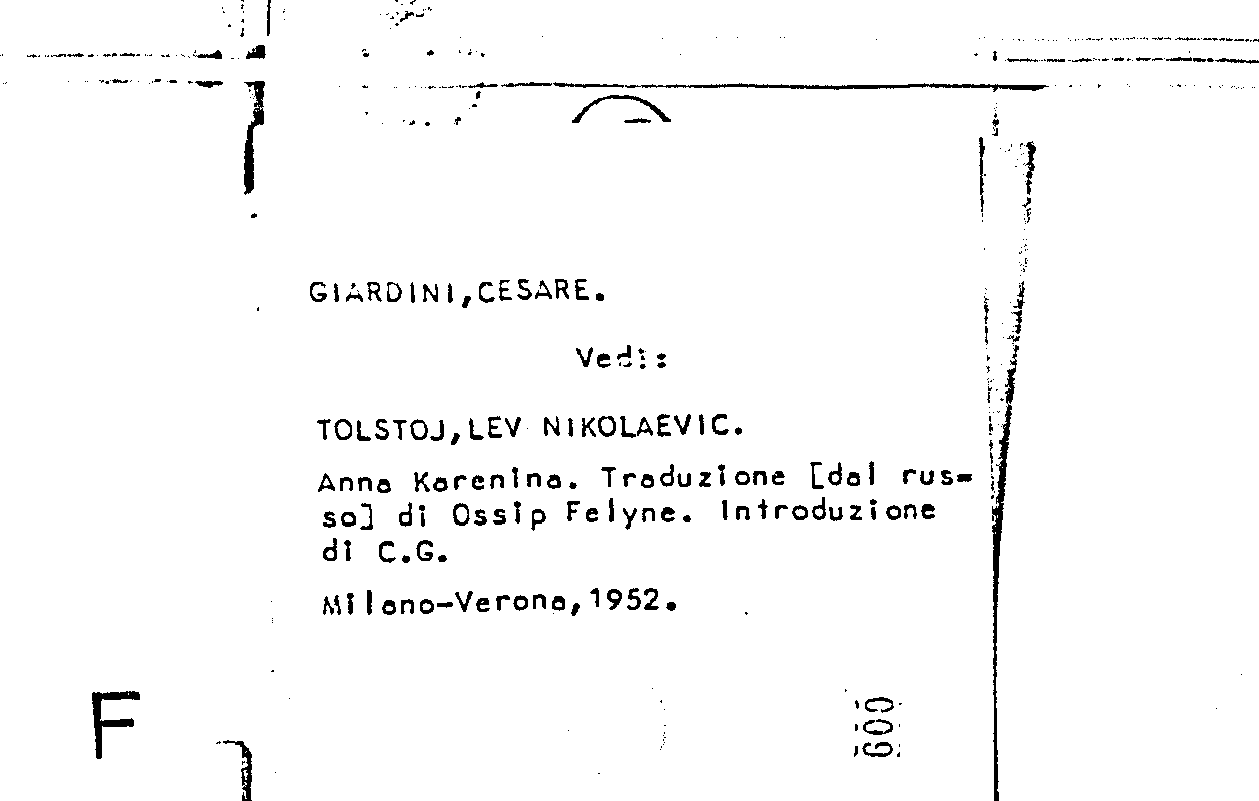 GIARDINI,CESARE.
Vedi:
TOLSTOJ,LEV NIKOLAEVIC.
Anna Karenina. Traduzione [dal rus=
so] di Ossip Felyne. Introduzione
di C.G.
Milano-Verona,1952.
F
600